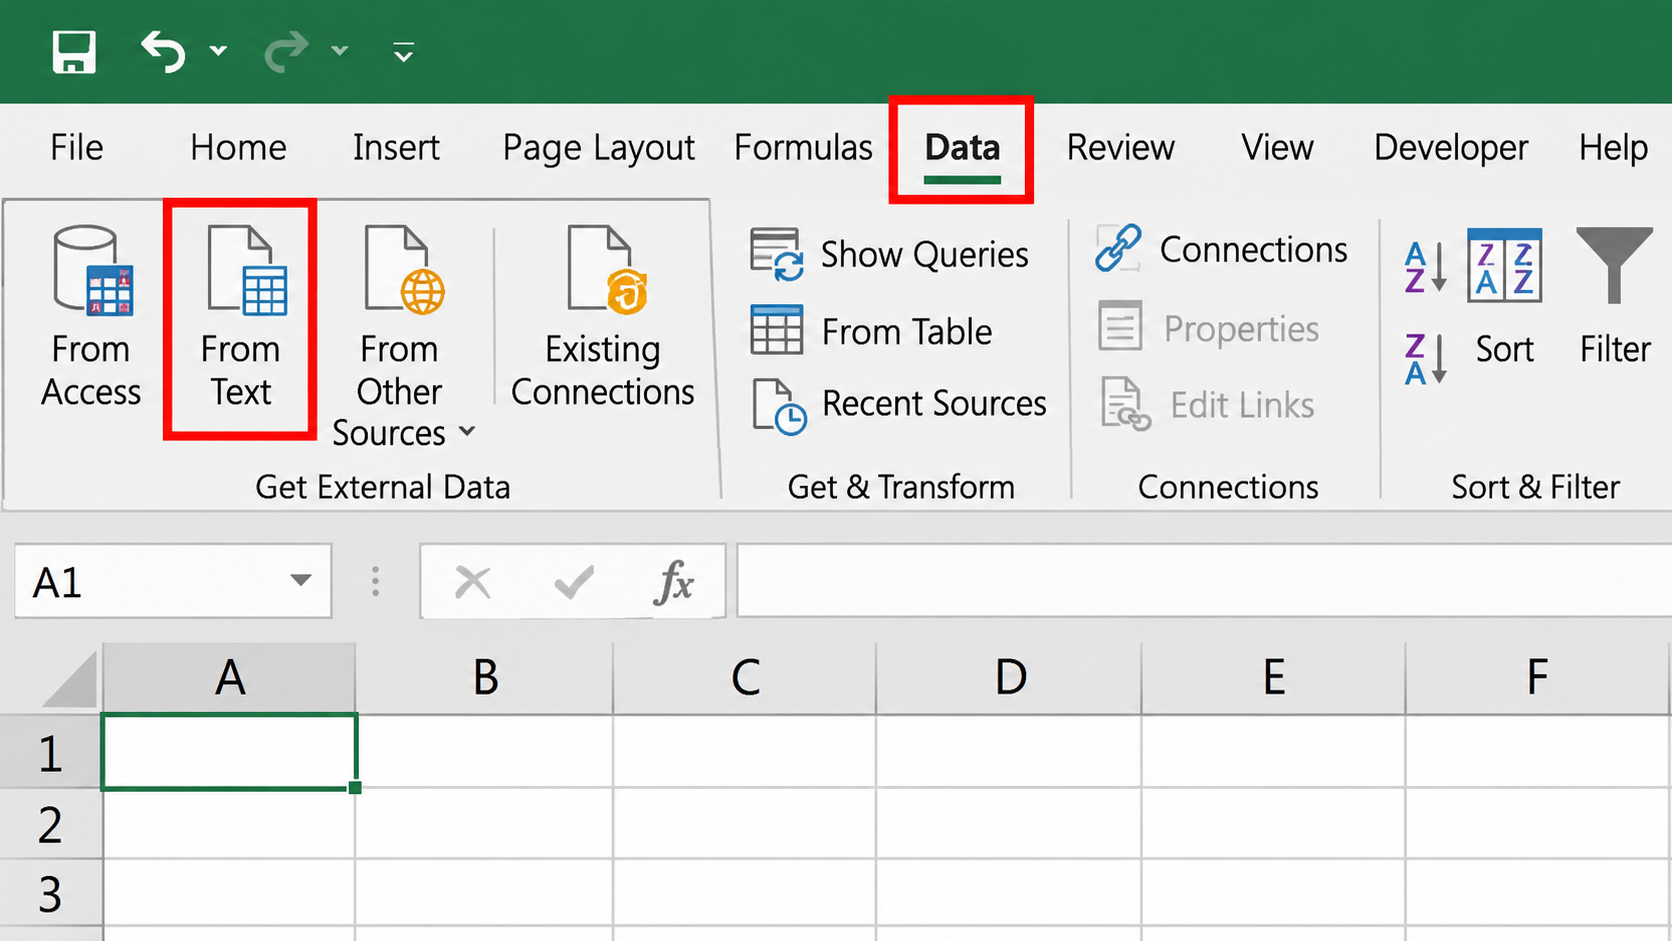 File Home Insert Page Layout Formulas Data Review View Developer Help
From
Access
From
Text
From
Other
Sources
Existing
Connections
Get External Data
Show Queries
From Table
Recent Sources
Get & Transform
Connections
Properties
Edit Links
Connections
A
Z
Z
A
Z Z
A Z
Sort
Filter
Sort & Filter
A1
fx
A B C D E F
1
2
3